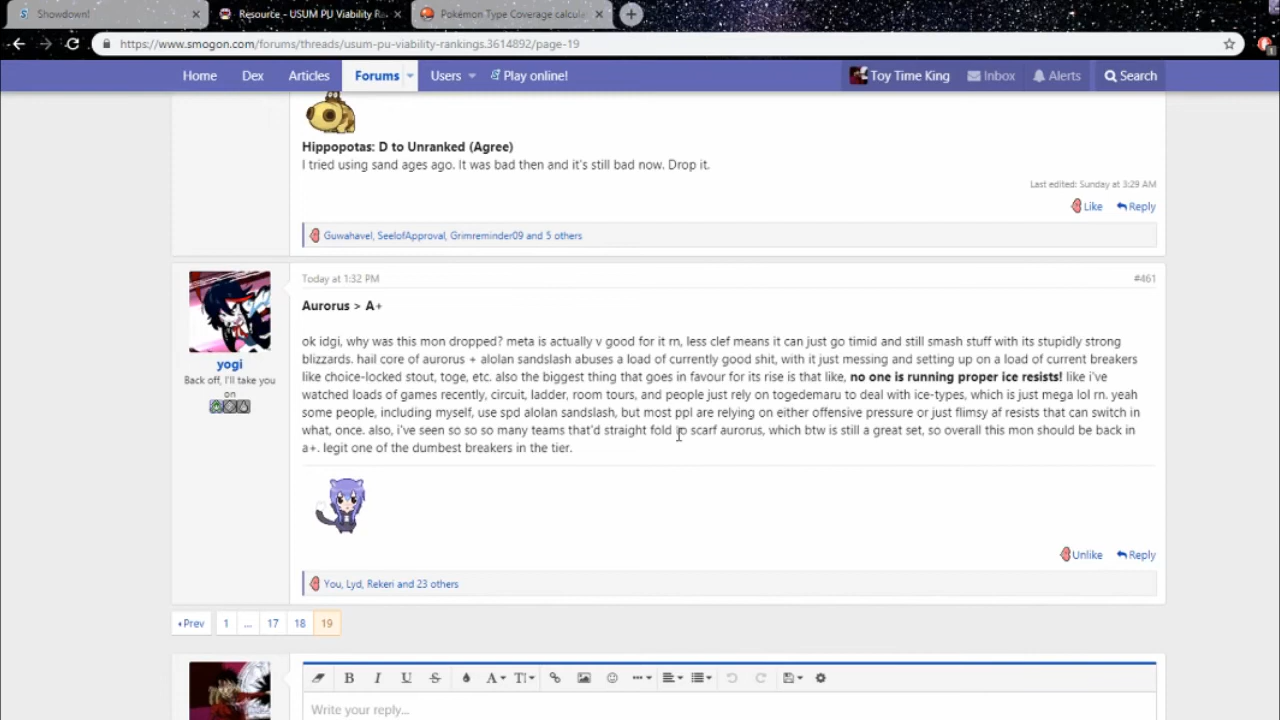 Showdown!
Resource - USUM PU Viability R
Pokémon Type Coverage calcul
https://www.smogon.com/forums/threads/usum-pu-viability-rankings.3614892/page-19
Home Dex Articles Forums Users Play online! Toy Time King Inbox Alerts Search
Hippopotas: D to Unranked (Agree)
I tried using sand ages ago. It was bad then and it's still bad now. Drop it.
Last edited: Sunday at 3:29 AM
Like Reply
Guwahavel, SeelofApproval, Grimreminder09 and 5 others
Today at 1:32 PM #461
Aurorus > A+
yogi
Back off, I'll take you
on
ok idgi, why was this mon dropped? meta is actually v good for it rn, less clef means it can just go timid and still smash stuff with its stupidly strong
blizzards. hail core of aurorus + alolan sandslash abuses a load of currently good shit, with it just messing and setting up on a load of current breakers
like choice-locked stout, toge, etc. also the biggest thing that goes in favour for its rise is that like, no one is running proper ice resists! like i've
watched loads of games recently, circuit, ladder, room tours, and people just rely on togedemaru to deal with ice-types, which is just mega lol rn. yeah
some people, including myself, use spd alolan sandslash, but most ppl are relying on either offensive pressure or just flimsy af resists that can switch in
what, once. also, i've seen so so so many teams that'd straight fold to scarf aurorus, which btw is still a great set, so overall this mon should be back in
a+. legit one of the dumbest breakers in the tier.
Unlike Reply
You, Lyd, Rekeri and 23 others
Prev 1 ... 17 18 19
B I U S A
Write your reply...